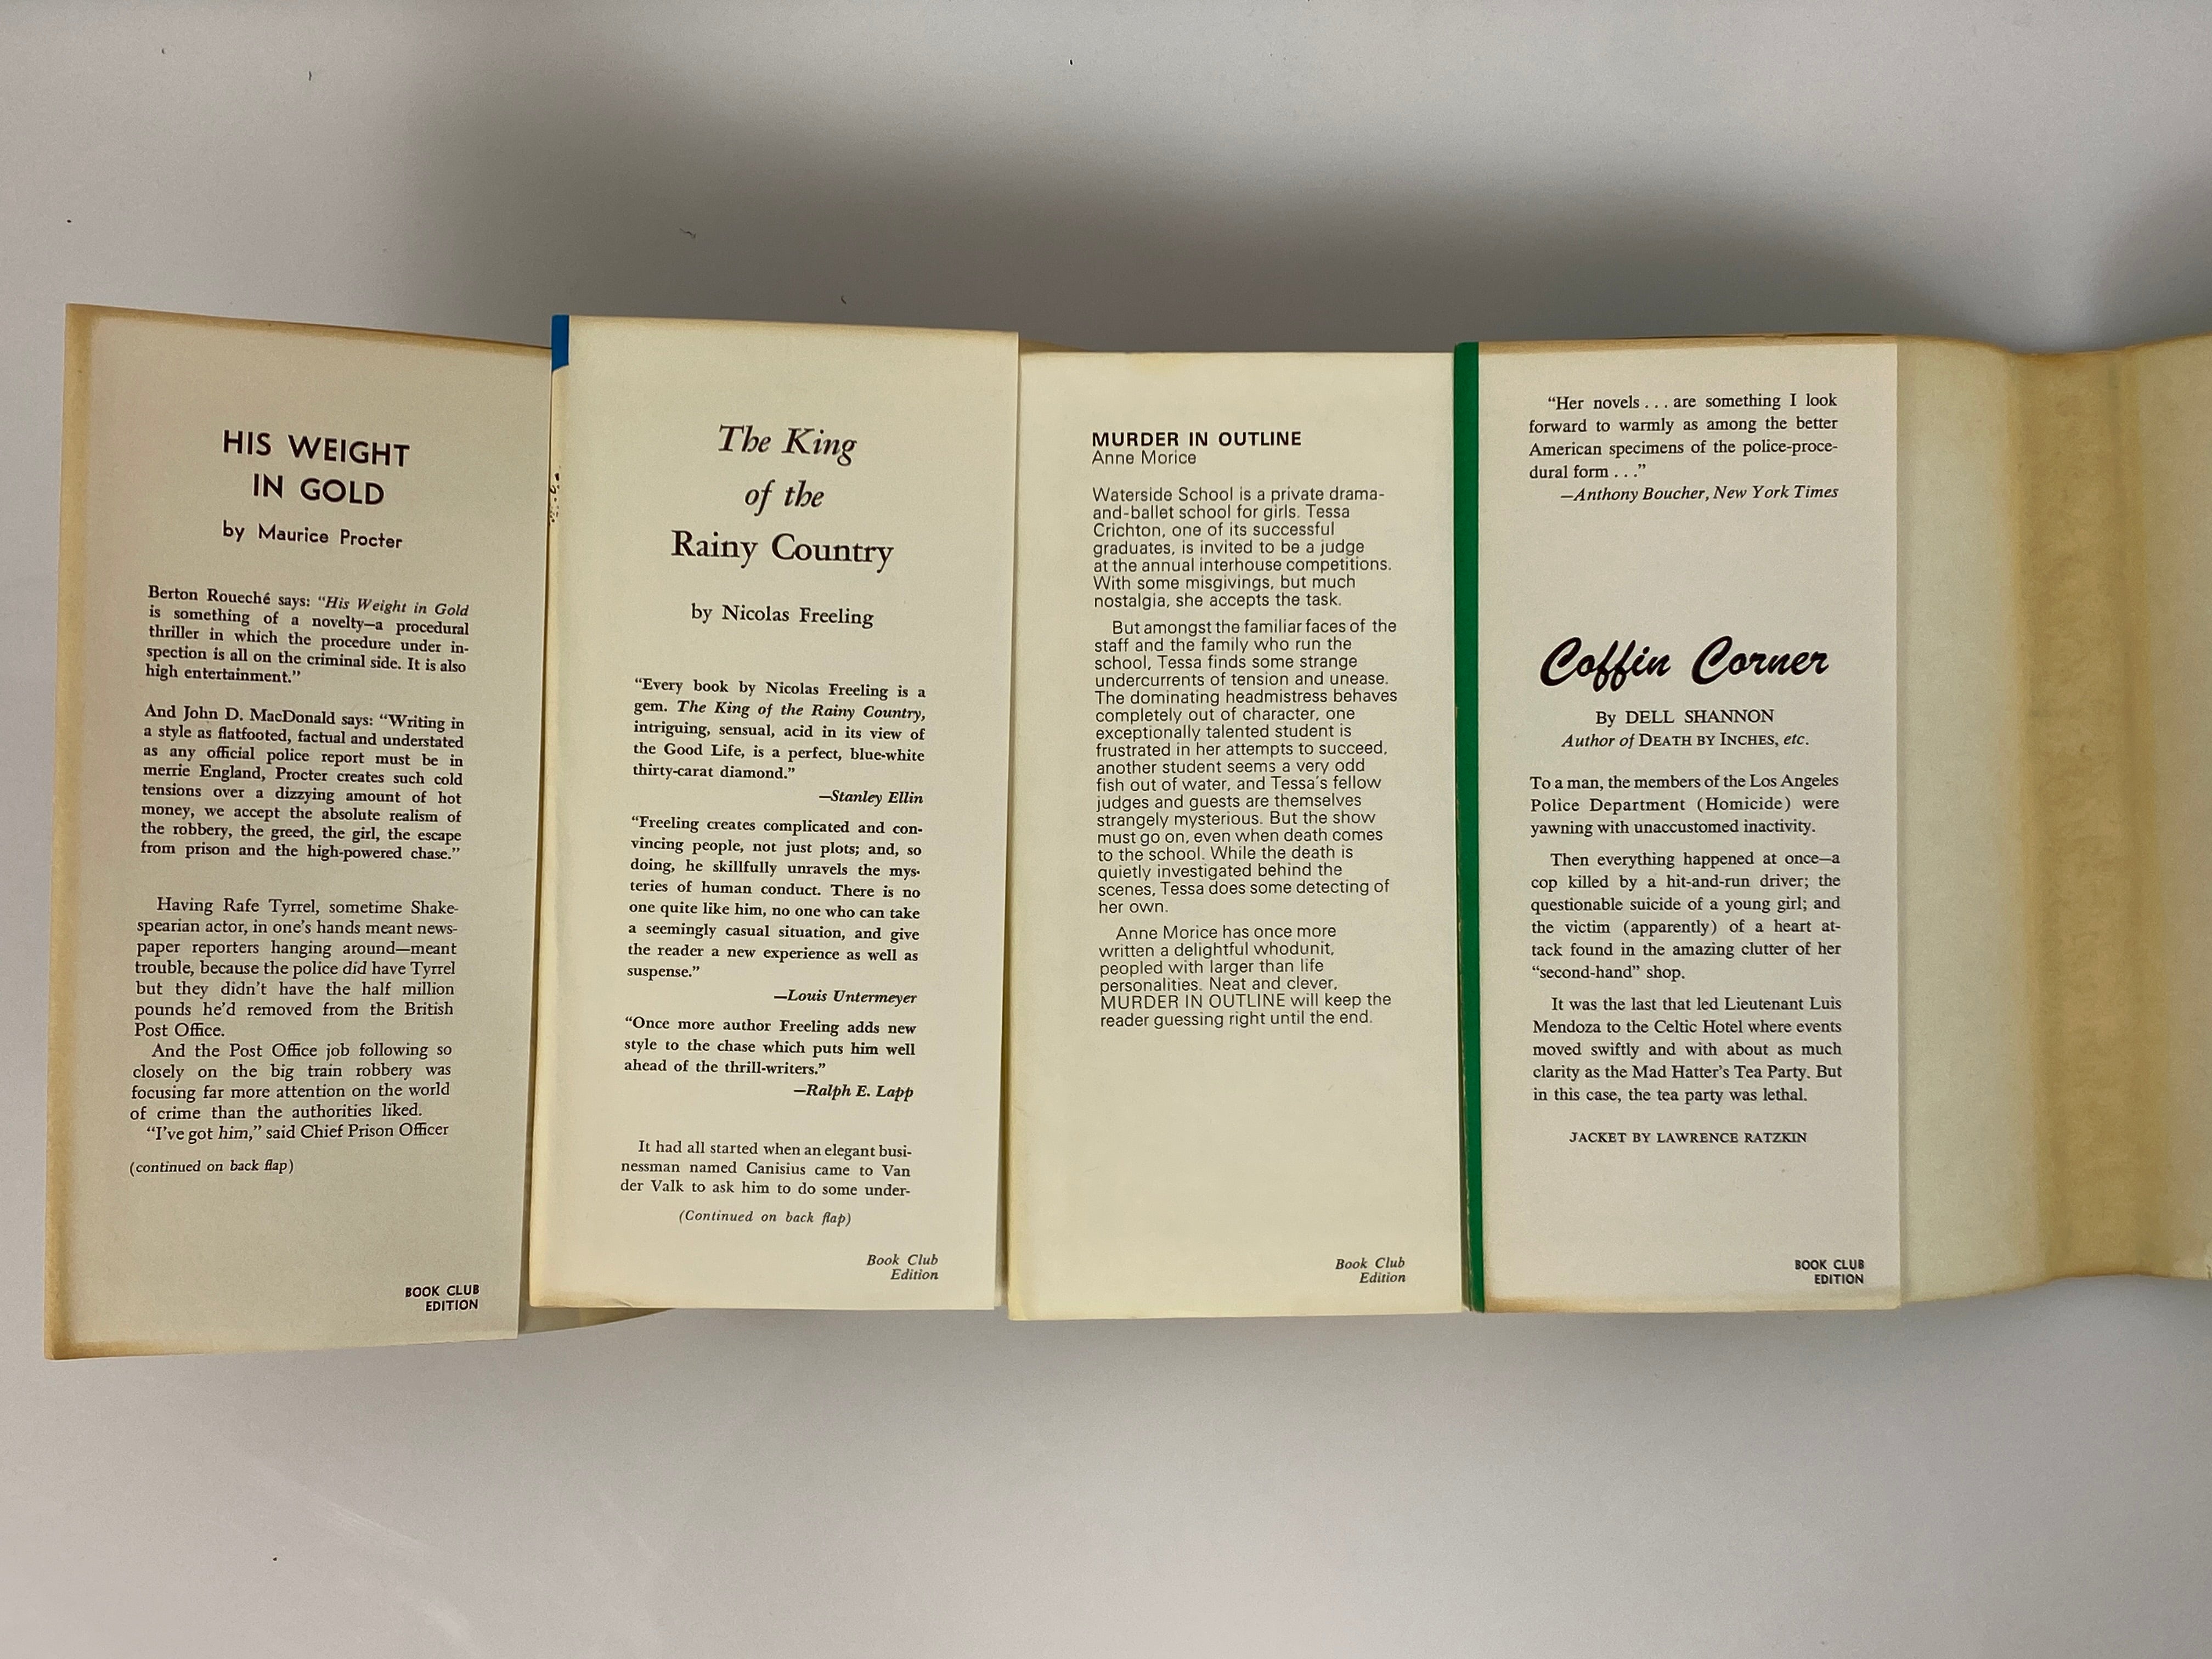 HIS WEIGHT
IN GOLD
by Maurice Procter
Berton Roueché says: “His Weight in Gold
is something of a novelty—a procedural
thriller in which the procedure under in-
spection is all on the criminal side. It is also
high entertainment.”
And John D. MacDonald says: “Writing in
a style as flatfooted, factual and understated
as any official police report must be in
merrie England, Procter creates such cold
tensions over a dizzying amount of hot
money, we accept the absolute realism of
the robbery, the greed, the girl, the escape
from prison and the high-powered chase.”
Having Rafe Tyrrel, sometime Shake-
spearian actor, in one’s hands meant news-
paper reporters hanging around—meant
trouble, because the police did have Tyrrel
but they didn’t have the half million
pounds he’d removed from the British
Post Office.
And the Post Office job following so
closely on the big train robbery was
focusing far more attention on the world
of crime than the authorities liked.
“I’ve got him,” said Chief Prison Officer
(continued on back flap)
BOOK CLUB
EDITION
The King
of the
Rainy Country
by Nicolas Freeling
“Every book by Nicolas Freeling is a
gem. The King of the Rainy Country,
intriguing, sensual, acid in its view of
the Good Life, is a perfect, blue-white
thirty-carat diamond.”
—Stanley Ellin
“Freeling creates complicated and con-
vincing people, not just plots; and, so
doing, he skillfully unravels the mys-
teries of human conduct. There is no
one quite like him, no one who can take
a seemingly casual situation, and give
the reader a new experience as well as
suspense.”
—Louis Untermeyer
“Once more author Freeling adds new
style to the chase which puts him well
ahead of the thrill-writers.”
—Ralph E. Lapp
It had all started when an elegant busi-
nessman named Canisius came to Van
der Valk to ask him to do some under-
(Continued on back flap)
Book Club
Edition
MURDER IN OUTLINE
Anne Morice
Waterside School is a private drama-
and-ballet school for girls. Tessa
Crichton, one of its successful
graduates, is invited to be a judge
at the annual interhouse competitions.
With some misgivings, but much
nostalgia, she accepts the task.
But amongst the familiar faces of the
staff and the family who run the
school, Tessa finds some strange
undercurrents of tension and unease.
The dominating headmistress behaves
completely out of character, one
exceptionally talented student is
frustrated in her attempts to succeed,
another student seems a very odd
fish out of water, and Tessa’s fellow
judges and guests are themselves
strangely mysterious. But the show
must go on, even when death comes
to the school. While the death is
quietly investigated behind the
scenes, Tessa does some detecting of
her own.
Anne Morice has once more
written a delightful whodunit,
peopled with larger than life
personalities. Neat and clever,
MURDER IN OUTLINE will keep the
reader guessing right until the end.
Book Club
Edition
“Her novels . . . are something I look
forward to warmly as among the better
American specimens of the police-proce-
dural form . . .”
—Anthony Boucher, New York Times
Coffin Corner
By DELL SHANNON
Author of DEATH BY INCHES, etc.
To a man, the members of the Los Angeles
Police Department (Homicide) were
yawning with unaccustomed inactivity.
Then everything happened at once—a
cop killed by a hit-and-run driver; the
questionable suicide of a young girl; and
the victim (apparently) of a heart at-
tack found in the amazing clutter of her
“second-hand” shop.
It was the last that led Lieutenant Luis
Mendoza to the Celtic Hotel where events
moved swiftly and with about as much
clarity as the Mad Hatter’s Tea Party. But
in this case, the tea party was lethal.
JACKET BY LAWRENCE RATZKIN
BOOK CLUB
EDITION